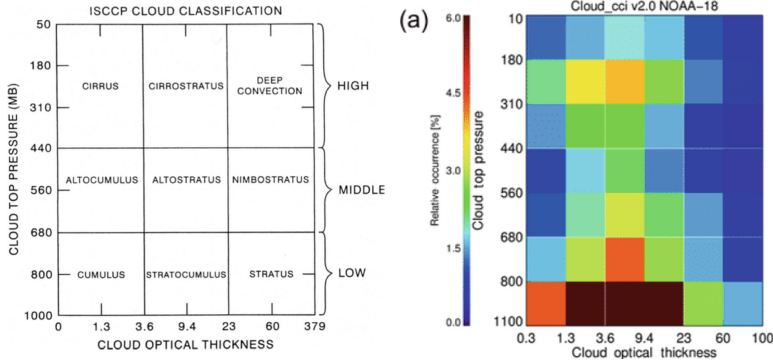 ISCCP CLOUD CLASSIFICATION
50
180
310
440
560
680
800
1000
CLOUD TOP PRESSURE (MB)
CIRRUS
CIRROSTRATUS
DEEP
CONVECTION
HIGH
ALTOCUMULUS
ALTOSTRATUS
NIMBOSTRATUS
MIDDLE
CUMULUS
STRATOCUMULUS
STRATUS
LOW
0 1.3 3.6 9.4 23 60 379
CLOUD OPTICAL THICKNESS
(a)
6.0
4.5
3.0
1.5
0.0
Relative occurrence [%]
Cloud_cci v2.0 NOAA-18
10
180
310
440
560
680
800
1100
Cloud top pressure
0.3 1.3 3.6 9.4 23 60 100
Cloud optical thickness